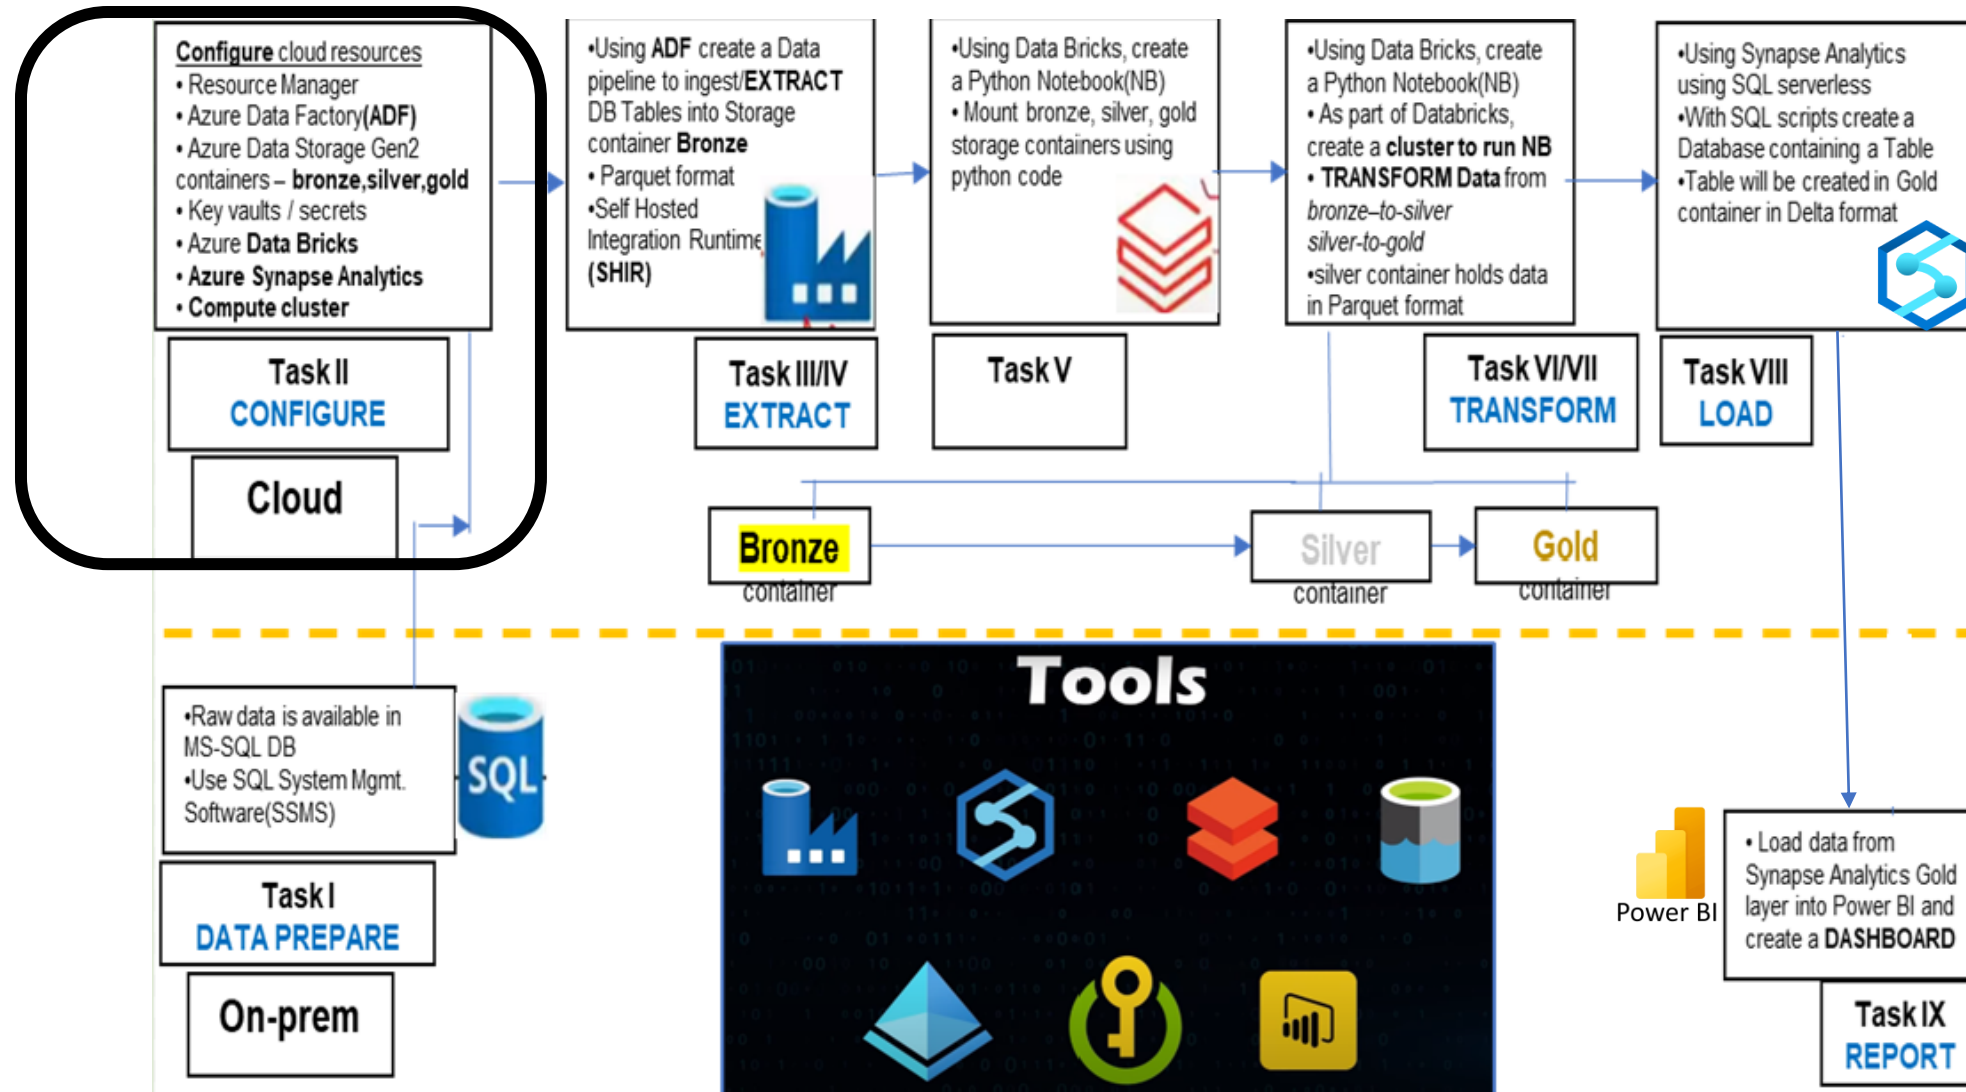 Configure cloud resources
• Resource Manager
• Azure Data Factory(ADF)
• Azure Data Storage Gen2
containers – bronze,silver,gold
• Key vaults / secrets
• Azure Data Bricks
• Azure Synapse Analytics
• Compute cluster
Task II
CONFIGURE
Cloud
•Using ADF create a Data
pipeline to ingest/EXTRACT
DB Tables into Storage
container Bronze
• Parquet format
•Self Hosted
Integration Runtime
(SHIR)
Task III/IV
EXTRACT
•Using Data Bricks, create
a Python Notebook(NB)
• Mount bronze, silver, gold
storage containers using
python code
Task V
•Using Data Bricks, create
a Python Notebook(NB)
• As part of Databricks,
create a cluster to run NB
• TRANSFORM Data from
bronze–to-silver
silver-to-gold
•silver container holds data
in Parquet format
Task VI/VII
TRANSFORM
•Using Synapse Analytics
using SQL serverless
•With SQL scripts create a
Database containing a Table
•Table will be created in Gold
container in Delta format
Task VIII
LOAD
Bronze
container
Silver
container
Gold
container
•Raw data is available in
MS-SQL DB
•Use SQL System Mgmt.
Software(SSMS)
SQL
Task I
DATA PREPARE
On-prem
Tools
Power BI
• Load data from
Synapse Analytics Gold
layer into Power BI and
create a DASHBOARD
Task IX
REPORT